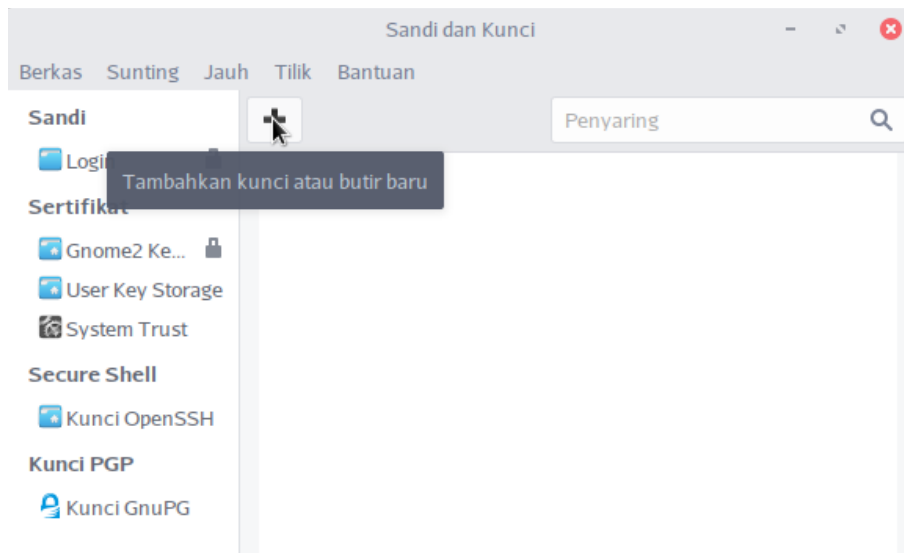 Sandi dan Kunci
Berkas Sunting Jauh Tilik Bantuan
Sandi
Penyaring
Login
Tambahkan kunci atau butir baru
Sertifikat
Gnome2 Ke...
User Key Storage
System Trust
Secure Shell
Kunci OpenSSH
Kunci PGP
Kunci GnuPG